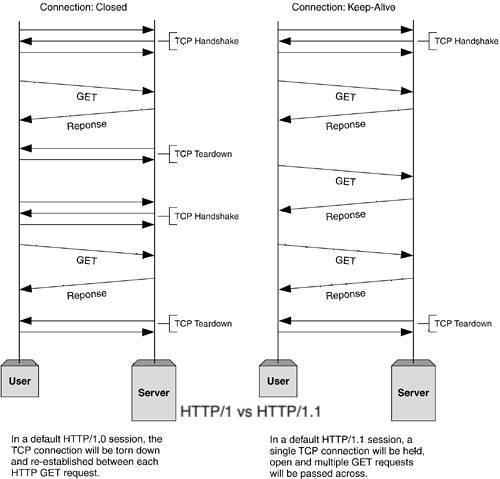 Connection: Closed
TCP Handshake
GET
Reponse
TCP Teardown
TCP Handshake
GET
Reponse
TCP Teardown
User
Server
Connection: Keep-Alive
TCP Handshake
GET
Reponse
GET
Reponse
GET
Reponse
TCP Teardown
User
Server
HTTP/1 vs HTTP/1.1
In a default HTTP/1.0 session, the
TCP connection will be torn down
and re-established between each
HTTP GET request.
In a default HTTP/1.1 session, a
single TCP connection will be held,
open and multiple GET requests
will be passed across.